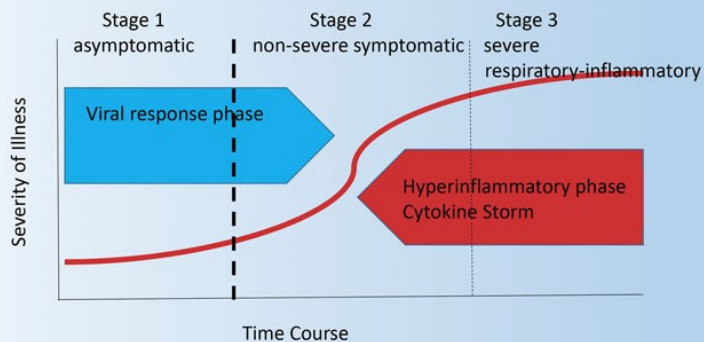 Stage 1
asymptomatic
Stage 2
non-severe symptomatic
Stage 3
severe
respiratory-inflammatory
Viral response phase
Hyperinflammatory phase
Cytokine Storm
Severity of Illness
Time Course